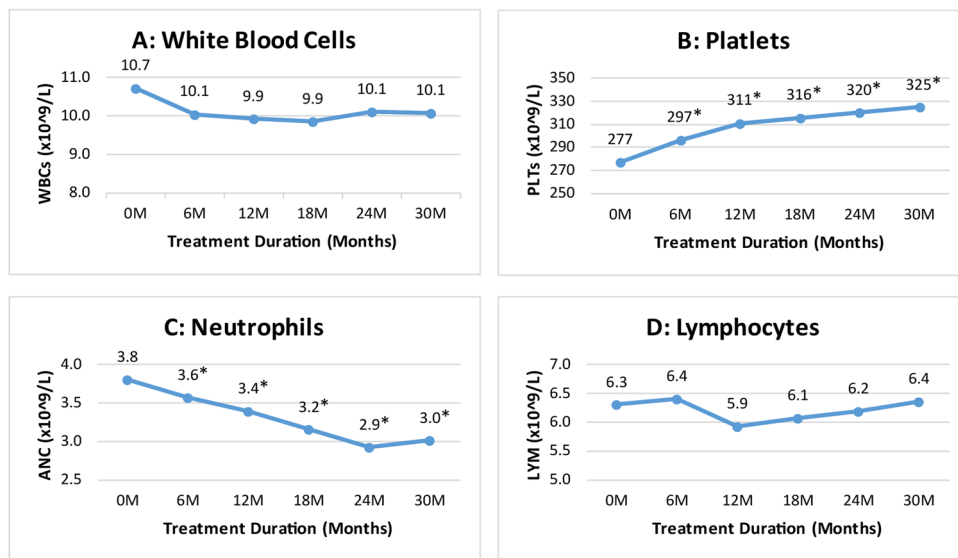 A: White Blood Cells
WBCs (x10^9/L)
11.0
10.0
9.0
8.0
10.7
10.1
9.9
9.9
10.1
10.1
0M 6M 12M 18M 24M 30M
Treatment Duration (Months)
B: Platlets
PLTs (x10^9/L)
350
330
310
290
270
250
277
297*
311*
316*
320*
325*
0M 6M 12M 18M 24M 30M
Treatment Duration (Months)
C: Neutrophils
ANC (x10^9/L)
4.0
3.5
3.0
2.5
3.8
3.6*
3.4*
3.2*
2.9*
3.0*
0M 6M 12M 18M 24M 30M
Treatment Duration (Months)
D: Lymphocytes
LYM (x10^9/L)
7.0
6.5
6.0
5.5
5.0
6.3
6.4
5.9
6.1
6.2
6.4
0M 6M 12M 18M 24M 30M
Treatment Duration (Months)